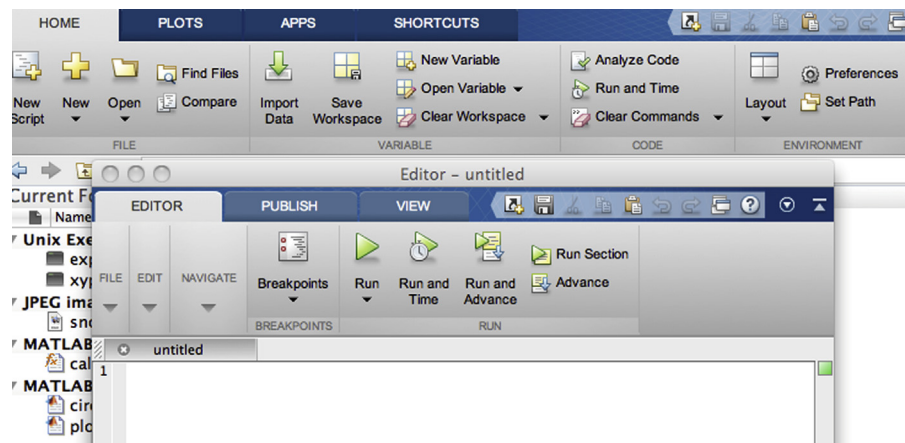 HOME PLOTS APPS SHORTCUTS
New Script
New
Open
Find Files
Compare
Import Data
Save Workspace
New Variable
Open Variable
Clear Workspace
Analyze Code
Run and Time
Clear Commands
Layout
Preferences
Set Path
FILE VARIABLE CODE ENVIRONMENT
Editor - untitled
EDITOR PUBLISH VIEW
FILE
EDIT
NAVIGATE
Breakpoints
Run
Run and Time
Run and Advance
Run Section
Advance
BREAKPOINTS RUN
untitled
1
Name
Unix
JPEG
MATLAB
MATLAB